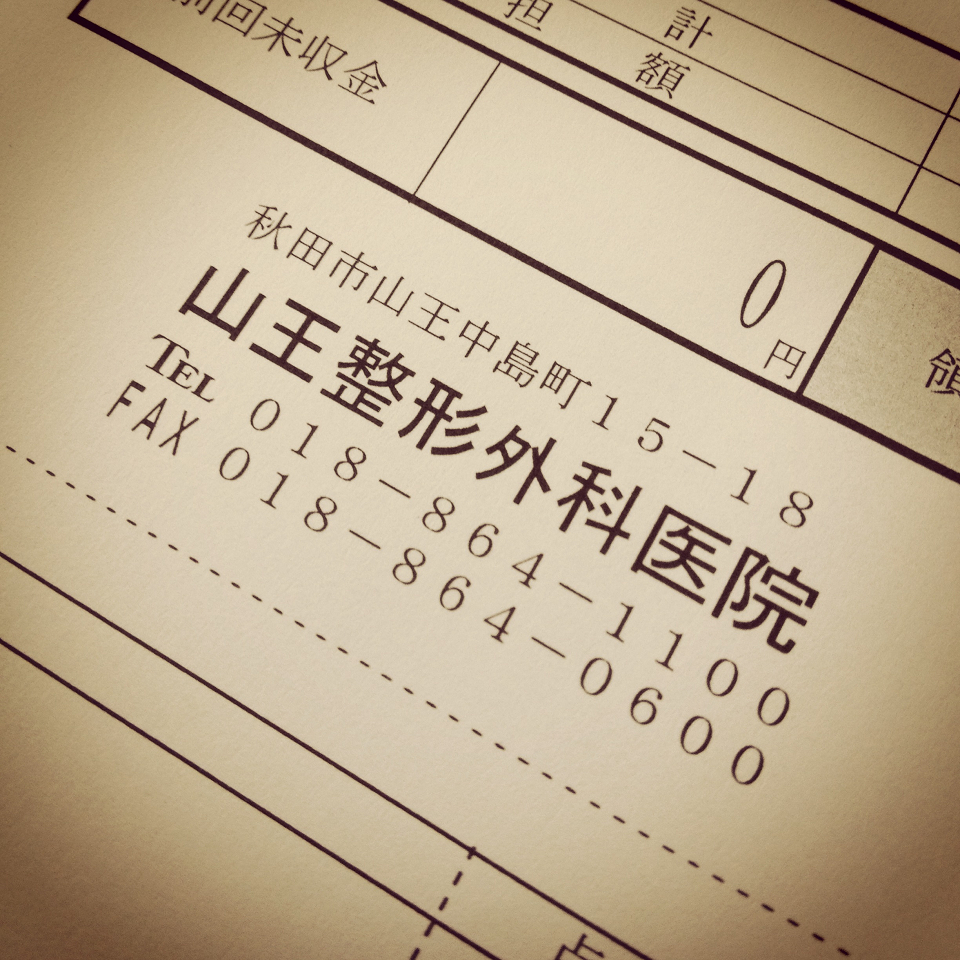 計
担 額
前回未収金
0円
領
秋田市山王中島町15-18
山王整形外科医院
TEL 018-864-1100
FAX 018-864-0600